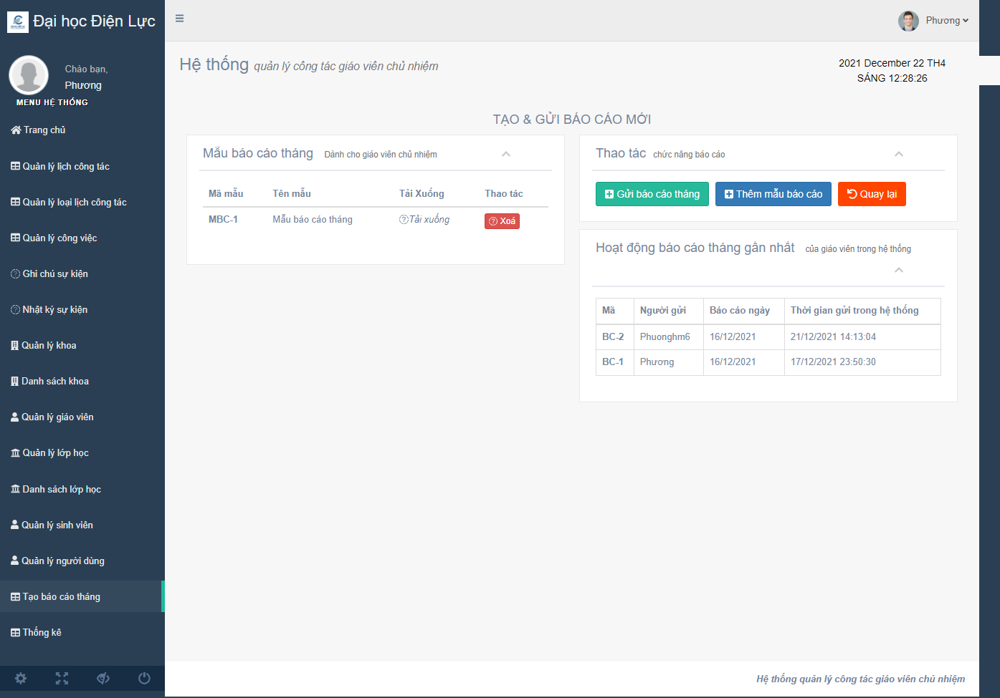 Đại học Điện Lực
Phương
Chào bạn,
Phương
MENU HỆ THỐNG
Trang chủ
Quản lý lịch công tác
Quản lý loại lịch công tác
Quản lý công việc
Ghi chú sự kiện
Nhật ký sự kiện
Quản lý khoa
Danh sách khoa
Quản lý giáo viên
Quản lý lớp học
Danh sách lớp học
Quản lý sinh viên
Quản lý người dùng
Tạo báo cáo tháng
Thống kê
Hệ thống quản lý công tác giáo viên chủ nhiệm
2021 December 22 TH4
SÁNG 12:28:26
TẠO & GỬI BÁO CÁO MỚI
Mẫu báo cáo tháng Dành cho giáo viên chủ nhiệm
Mã mẫu Tên mẫu Tải Xuống Thao tác
MBC-1 Mẫu báo cáo tháng Tải xuống Xoá
Thao tác chức năng báo cáo
Gửi báo cáo tháng Thêm mẫu báo cáo Quay lại
Hoạt động báo cáo tháng gần nhất của giáo viên trong hệ thống
Mã Người gửi Báo cáo ngày Thời gian gửi trong hệ thống
BC-2 Phuonghm6 16/12/2021 21/12/2021 14:13:04
BC-1 Phương 16/12/2021 17/12/2021 23:50:30
Hệ thống quản lý công tác giáo viên chủ nhiệm